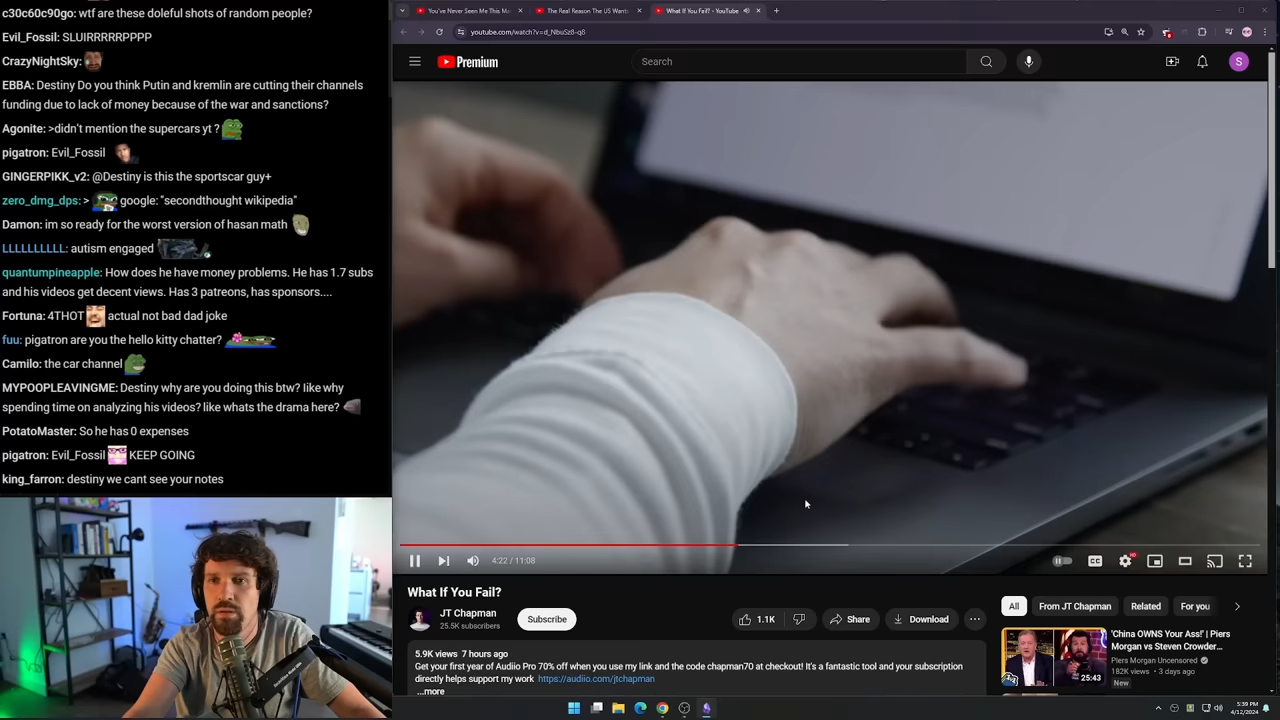 c30c60c90go: wtf are these doleful shots of random people?
Evil_Fossil: SLUIRRRRRPPPP
CrazyNightSky:
EBBA: Destiny Do you think Putin and kremlin are cutting their channels
funding due to lack of money because of the war and sanctions?
Agonite: >didn't mention the supercars yt ?
pigatron: Evil_Fossil
GINGERPIKK_v2: @Destiny is this the sportscar guy+
zero_dmg_dps: > google: "secondthought wikipedia"
Damon: im so ready for the worst version of hasan math
LLLLLLLLLL: autism engaged
quantumpineapple: How does he have money problems. He has 1.7 subs
and his videos get decent views. Has 3 patreons, has sponsors....
Fortuna: 4THOT actual not bad dad joke
fuu: pigatron are you the hello kitty chatter?
Camilo: the car channel
MYPOOPLEAVINGME: Destiny why are you doing this btw? like why
spending time on analyzing his videos? like whats the drama here?
PotatoMaster: So he has 0 expenses
pigatron: Evil_Fossil KEEP GOING
king_farron: destiny we cant see your notes
You've Never Seen Me This Mo
The Real Reason The US Wants
What If You Fail? - YouTube
youtube.com/watch?v=d_NbuSz8-q8
Premium
Search
S
4:22 / 11:08
CC
HD
What If You Fail?
JT Chapman
25.5K subscribers
Subscribe
1.1K
Share
Download
5.9K views 7 hours ago
Get your first year of Audiio Pro 70% off when you use my link and the code chapman70 at checkout! It's a fantastic tool and your subscription
directly helps support my work https://audiio.com/jtchapman
...more
All
From JT Chapman
Related
For you
'China OWNS Your Ass!' | Piers
Morgan vs Steven Crowder...
Piers Morgan Uncensored
182K views • 3 days ago
New
25:43
5:39 PM
4/12/2024